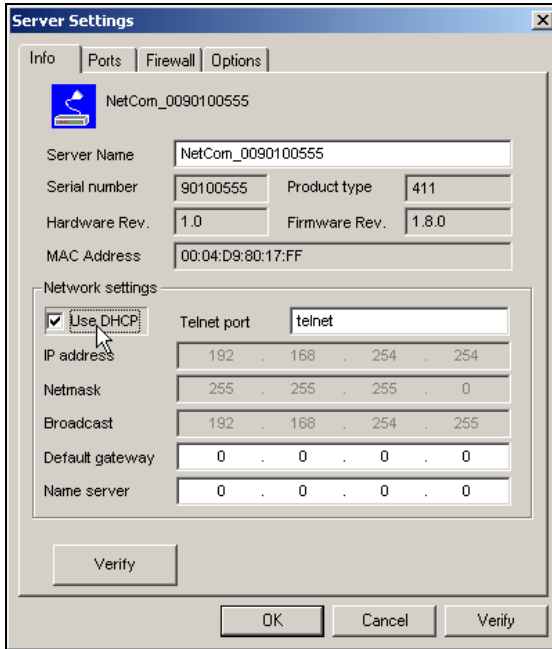 Server Settings
Info Ports Firewall Options
NetCom_0090100555
Server Name NetCom_0090100555
Serial number 90100555 Product type 411
Hardware Rev. 1.0 Firmware Rev. 1.8.0
MAC Address 00:04:D9:80:17:FF
Network settings
Use DHCP Telnet port telnet
IP address 192 . 168 . 254 . 254
Netmask 255 . 255 . 255 . 0
Broadcast 192 . 168 . 254 . 255
Default gateway 0 . 0 . 0 . 0
Name server 0 . 0 . 0 . 0
Verify
OK Cancel Verify